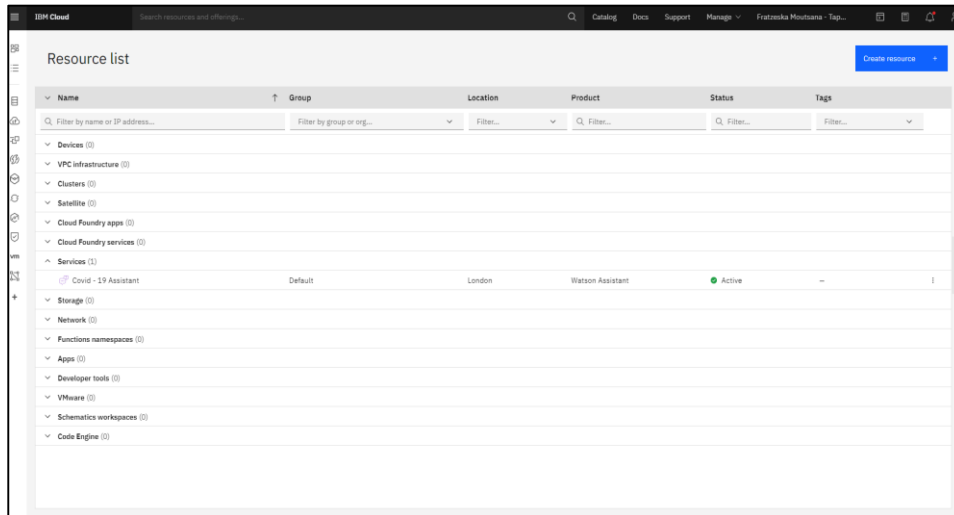 IBM Cloud Search resources and offerings... Catalog Docs Support Manage Fratzeska Moutsana - Tap...
Resource list
Create resource +
Name Group Location Product Status Tags
Filter by name or IP address... Filter by group or org... Filter... Filter... Filter... Filter...
Devices (0)
VPC infrastructure (0)
Clusters (0)
Satellite (0)
Cloud Foundry apps (0)
Cloud Foundry services (0)
vm
Services (1)
Covid - 19 Assistant Default London Watson Assistant Active –
Storage (0)
Network (0)
Functions namespaces (0)
Apps (0)
Developer tools (0)
VMware (0)
Schematics workspaces (0)
Code Engine (0)